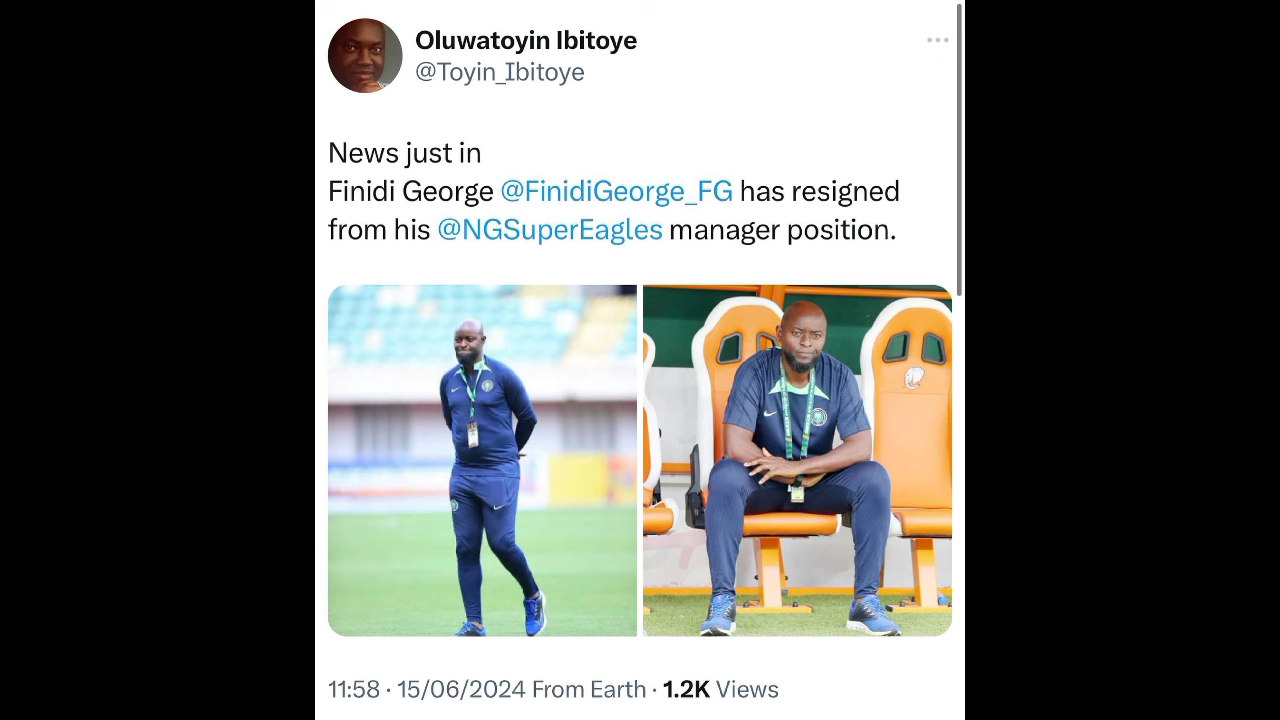 Oluwatoyin Ibitoye
@Toyin_Ibitoye
News just in
Finidi George @FinidiGeorge_FG has resigned
from his @NGSuperEagles manager position.
11:58 · 15/06/2024 From Earth · 1.2K Views